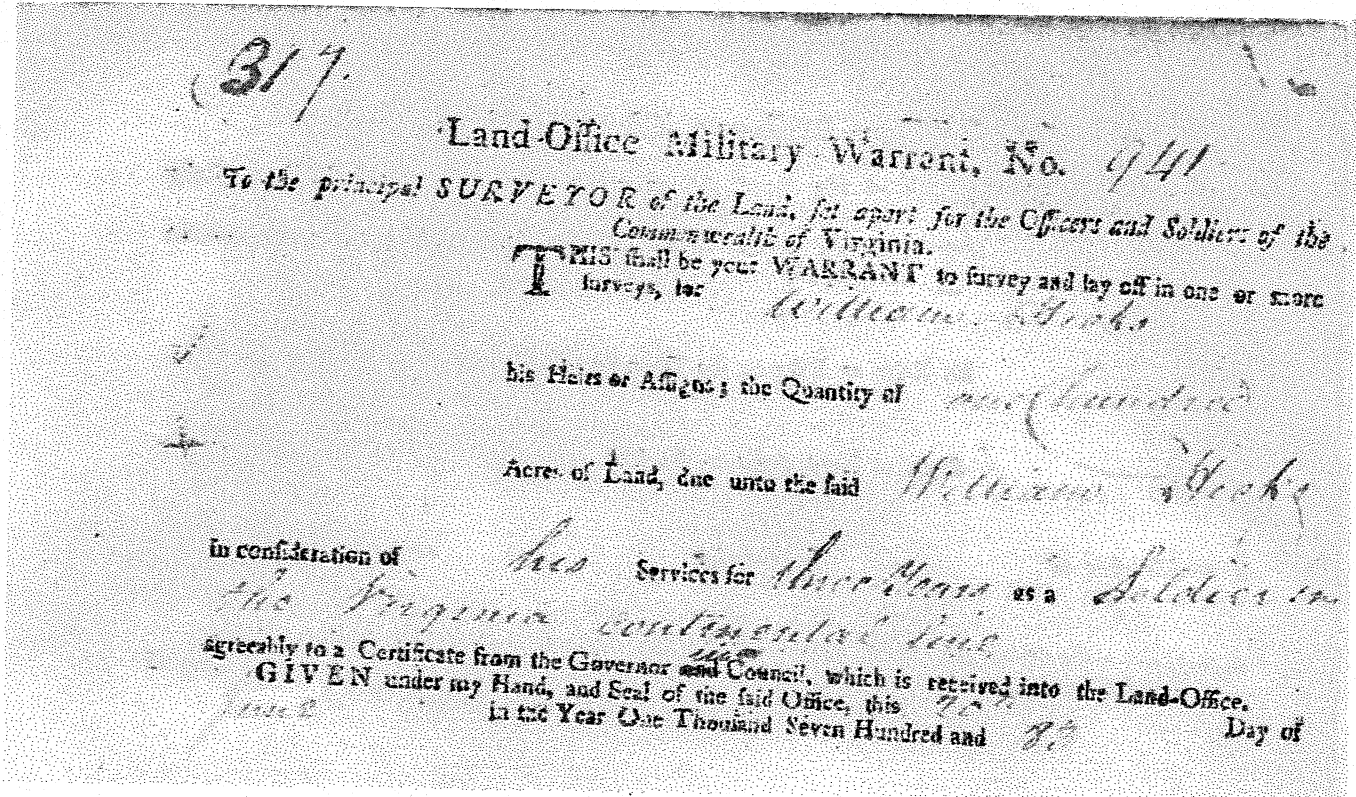 (317.
Land-Office Military Warrant, No. 941
To the principal SURVEYOR of the Land, set apart for the Officers and Soldiers of the
Commonwealth of Virginia.
THIS shall be your WARRANT to survey and lay off in one or more
surveys, for William
his Heirs or Assigns, the Quantity of one hundred
Acres of Land, due unto the said William
In consideration of his Services for three Years as a Soldier in
the Virginia continental line
agreeably to a Certificate from the Governor and Council, which is received into the Land-Office.
GIVEN under my Hand, and Seal of the said Office, this Day of
June in the Year One Thousand Seven Hundred and 83